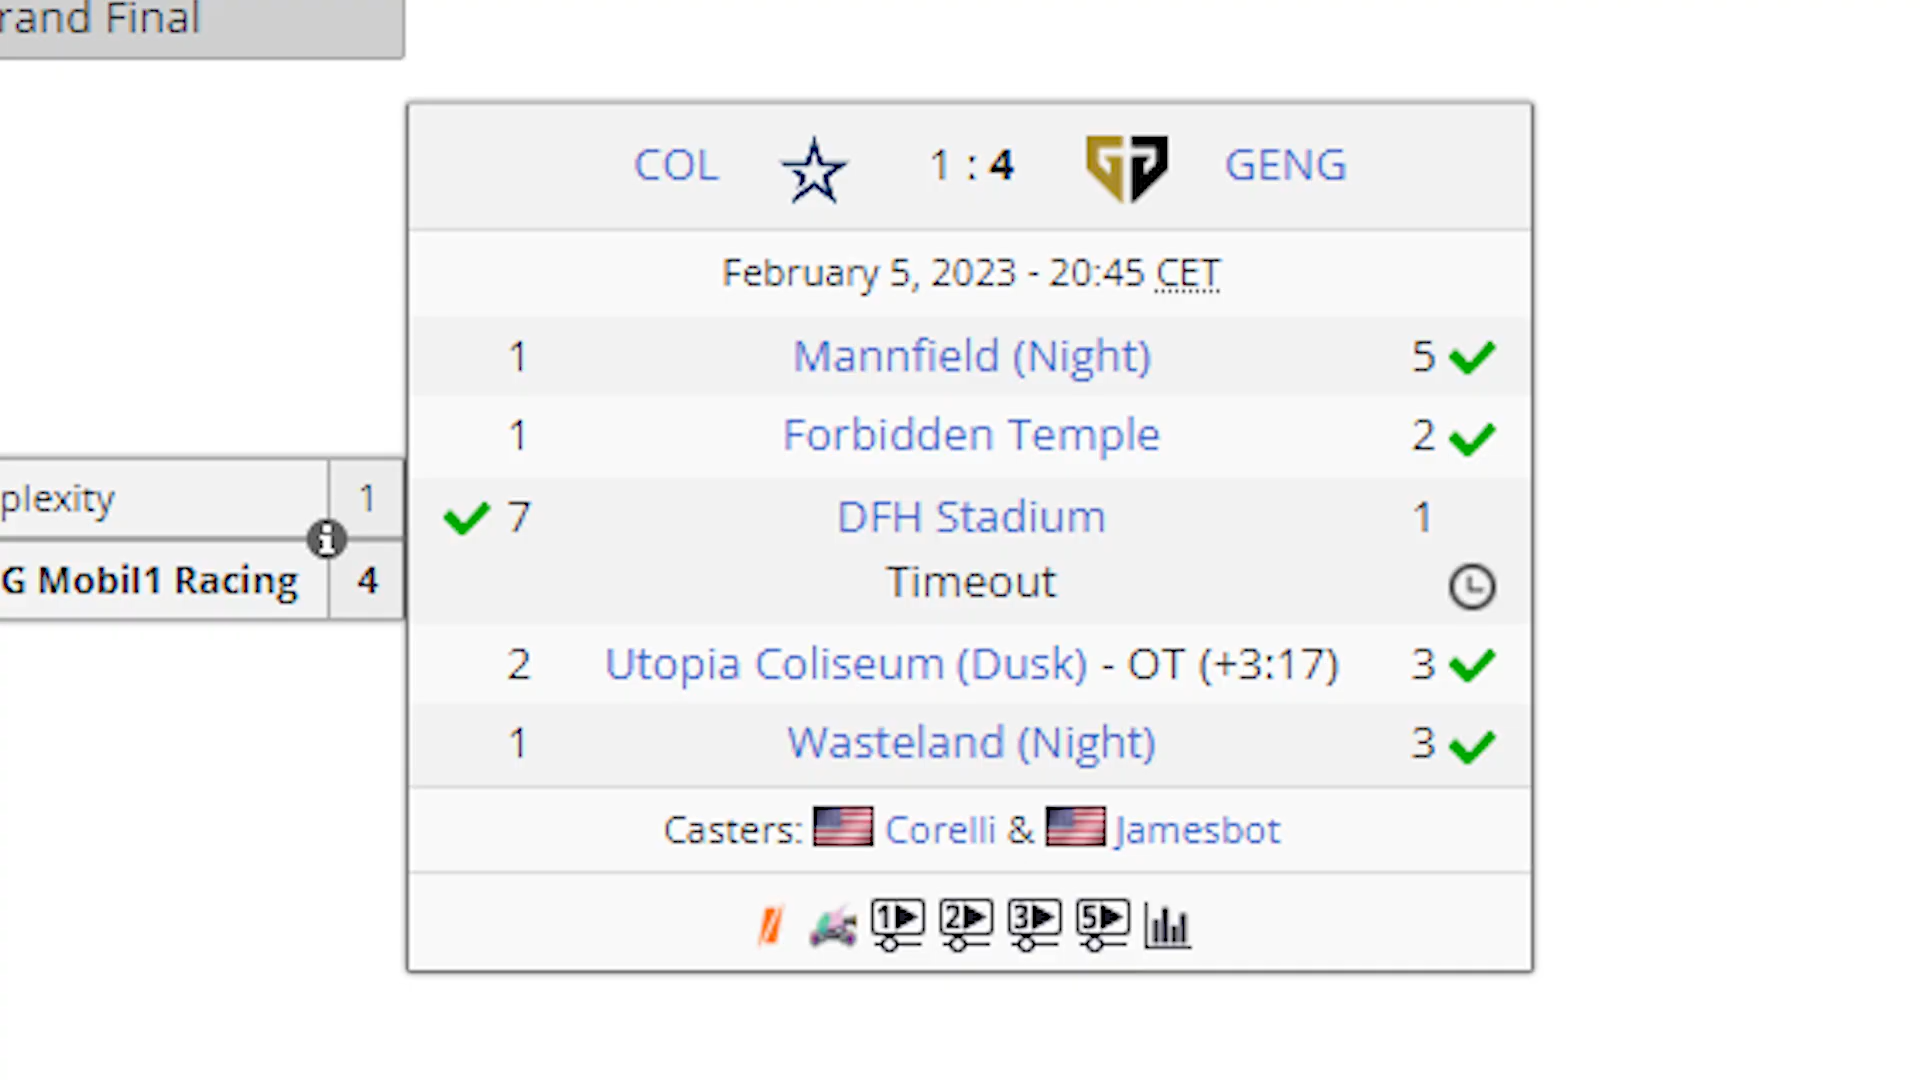 rand Final
COL 1 : 4 GENG
February 5, 2023 - 20:45 CET
1 Mannfield (Night) 5
1 Forbidden Temple 2
7 DFH Stadium 1
Timeout
2 Utopia Coliseum (Dusk) - OT (+3:17) 3
1 Wasteland (Night) 3
Casters: Corelli & Jamesbot
1 2 3 5
plexity 1
G Mobil1 Racing 4